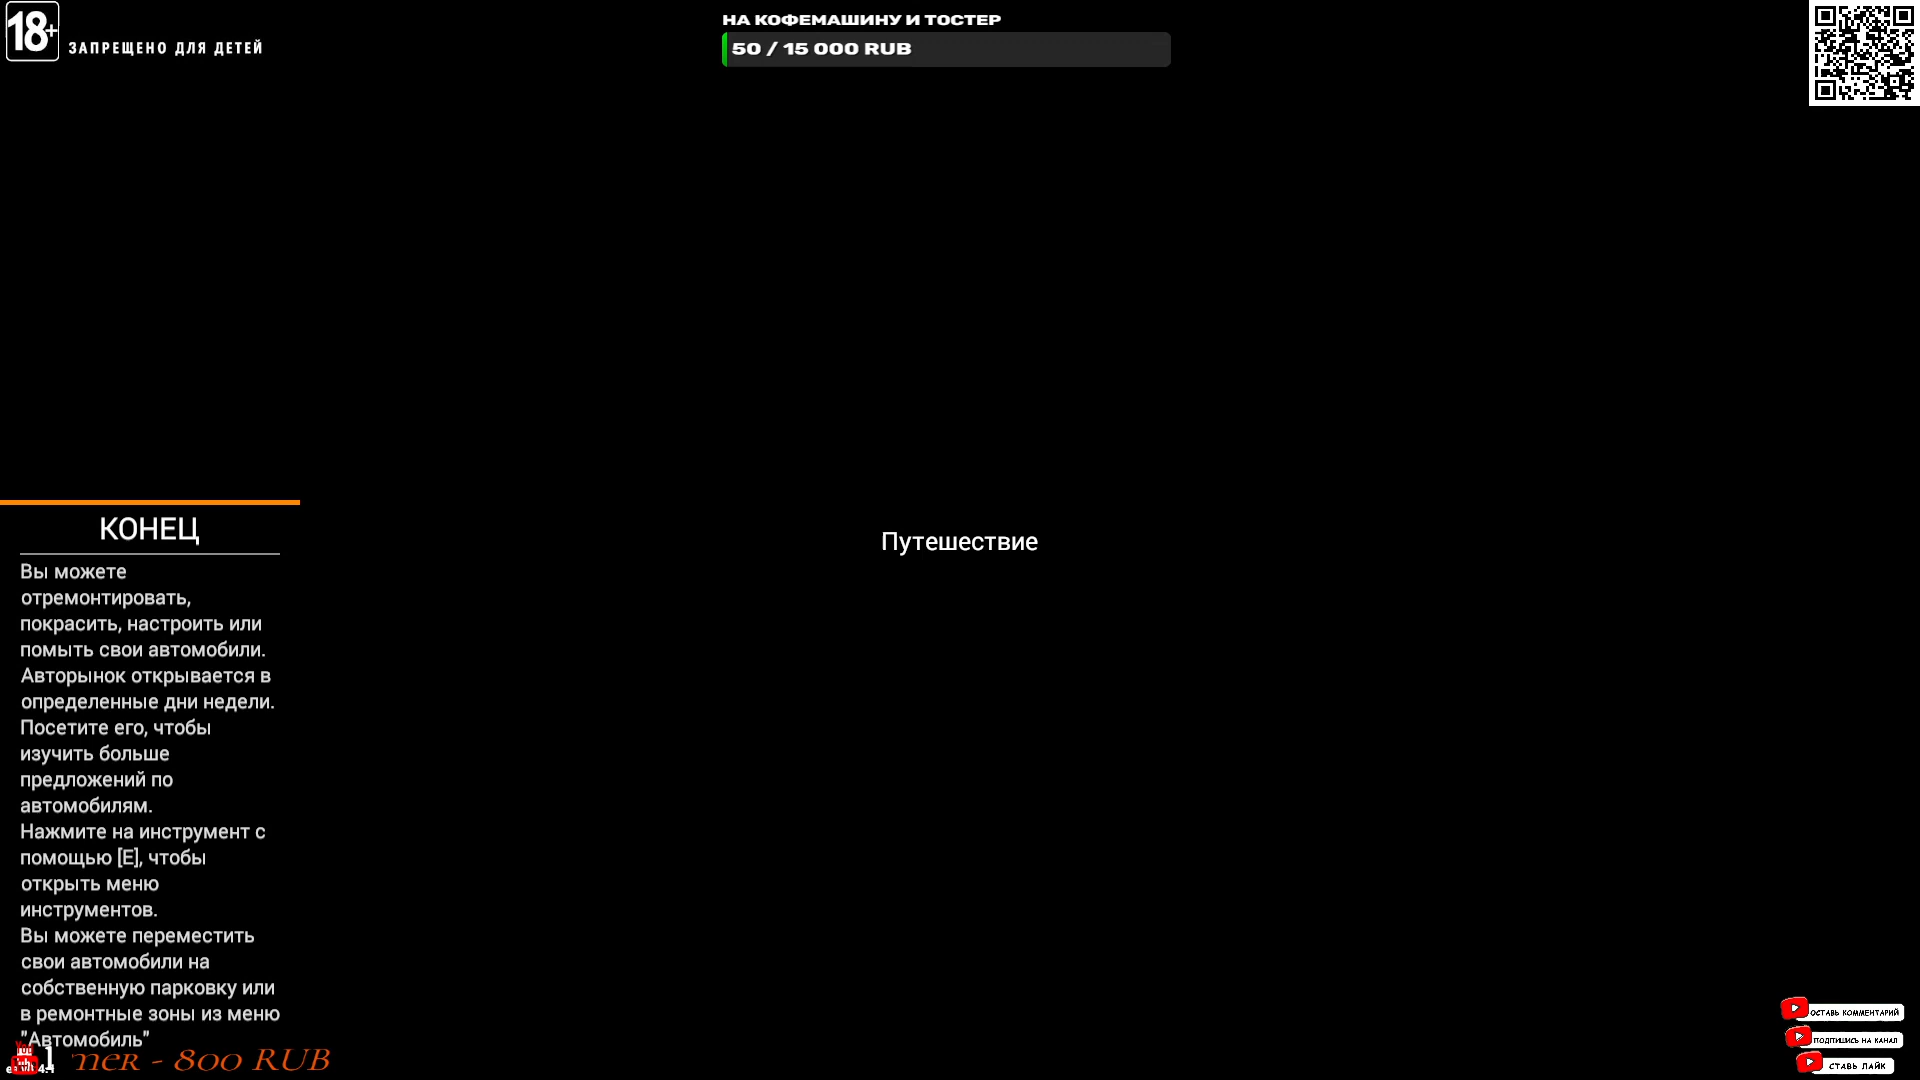 18+
ЗАПРЕЩЕНО ДЛЯ ДЕТЕЙ
НА КОФЕМАШИНУ И ТОСТЕР
50 / 15 000 RUB
КОНЕЦ
Вы можете
отремонтировать,
покрасить, настроить или
помыть свои автомобили.
Авторынок открывается в
определенные дни недели.
Посетите его, чтобы
изучить больше
предложений по
автомобилям.
Нажмите на инструмент с
помощью [E], чтобы
открыть меню
инструментов.
Вы можете переместить
свои автомобили на
собственную парковку или
в ремонтные зоны из меню
"Автомобиль"
Путешествие
1
- 800 RUB
ОСТАВЬ КОММЕНТАРИЙ
ПОДПИШИСЬ НА КАНАЛ
СТАВЬ ЛАЙК